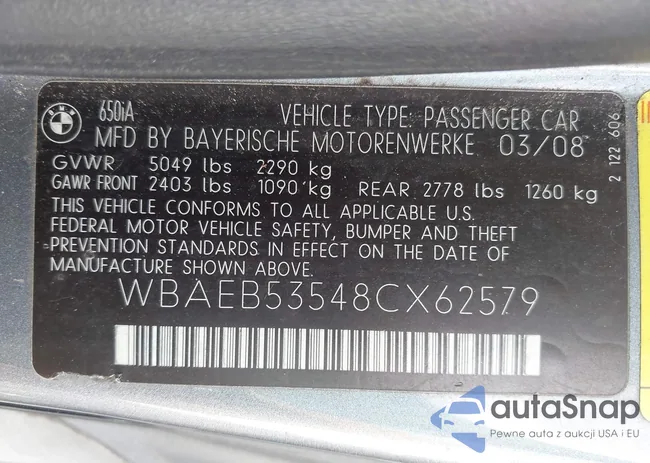 BMW
650iA
VEHICLE TYPE: PASSENGER CAR
MFD BY BAYERISCHE MOTORENWERKE 03/08
GVWR 5049 lbs 2290 kg
GAWR FRONT 2403 lbs 1090 kg REAR 2778 lbs 1260 kg
THIS VEHICLE CONFORMS TO ALL APPLICABLE U.S.
FEDERAL MOTOR VEHICLE SAFETY, BUMPER AND THEFT
PREVENTION STANDARDS IN EFFECT ON THE DATE OF
MANUFACTURE SHOWN ABOVE.
WBAEB53548CX62579
2 122 606
autaSnap
Pewne auta z aukcji USA i EU